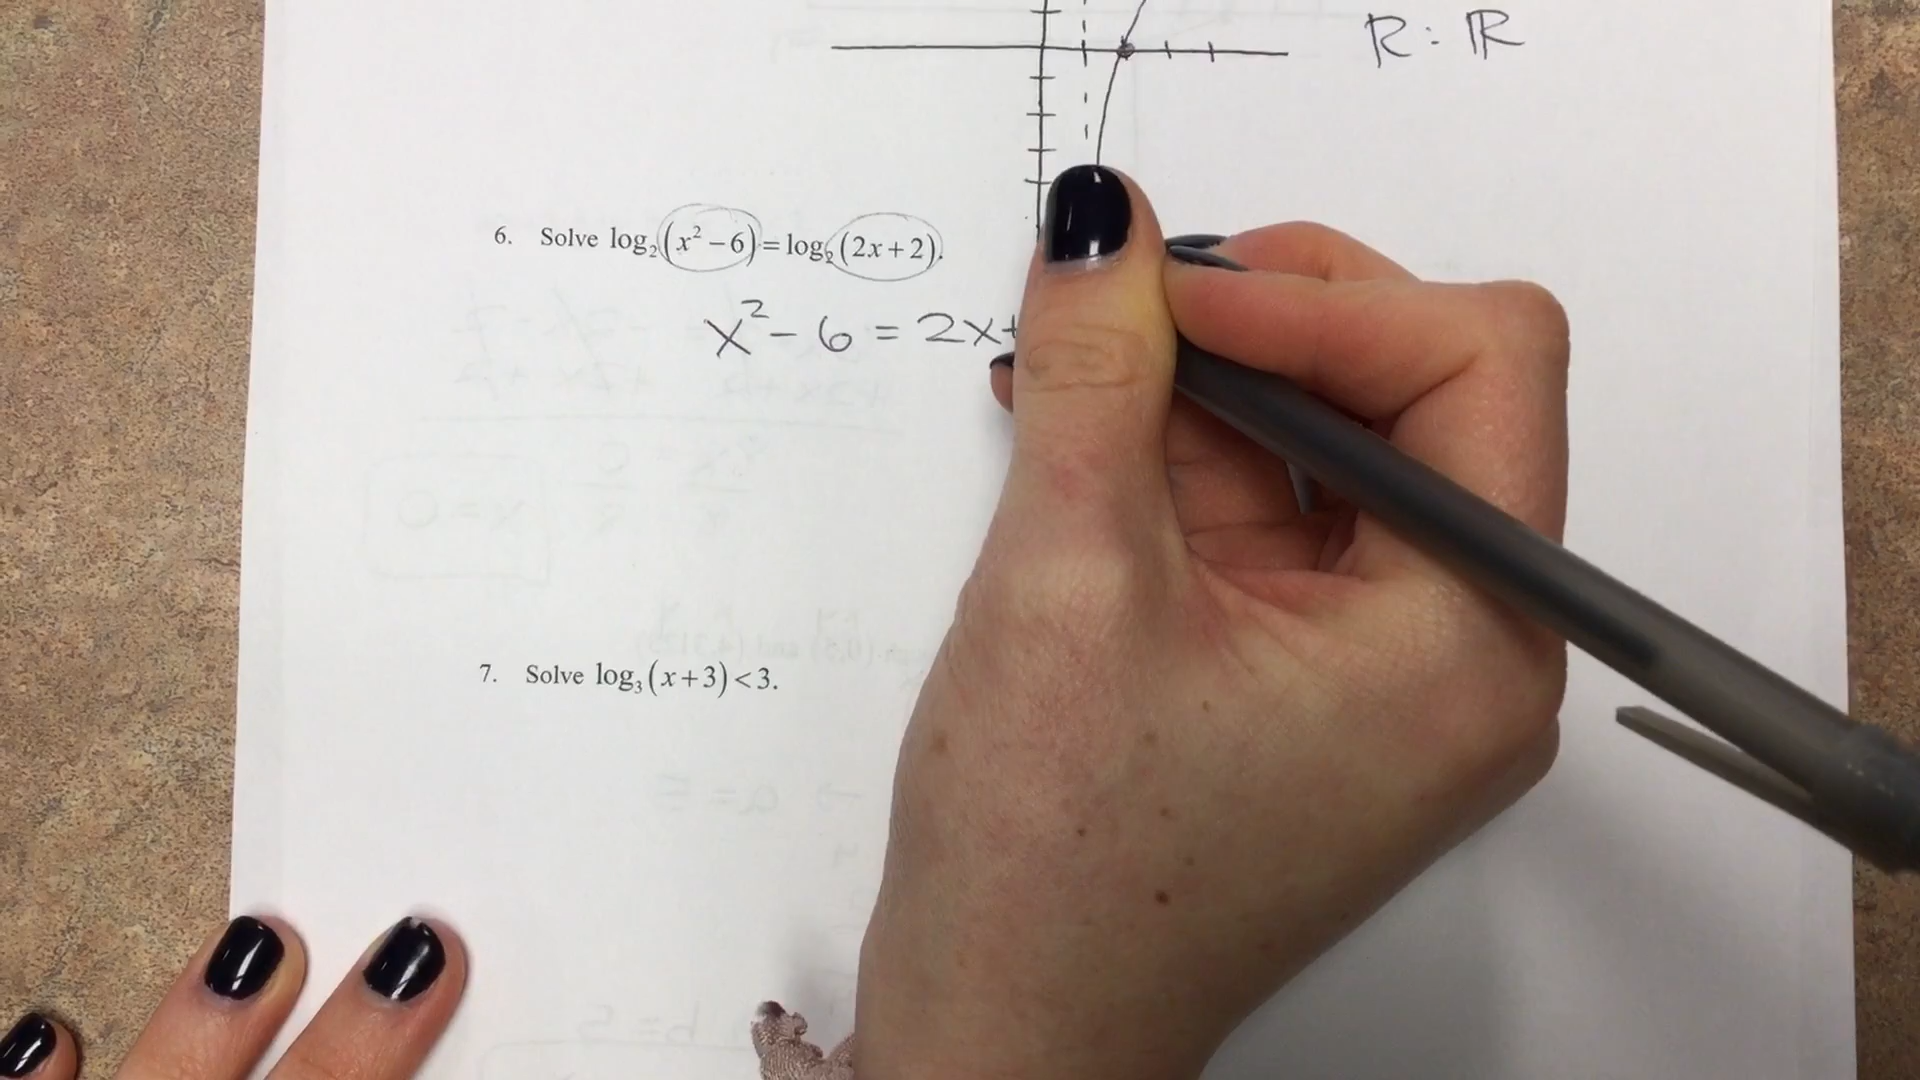 R: ℝ
6. Solve log₂(x² − 6) = log₂(2x + 2).
x² − 6 = 2x+
7. Solve log₃(x + 3) < 3.